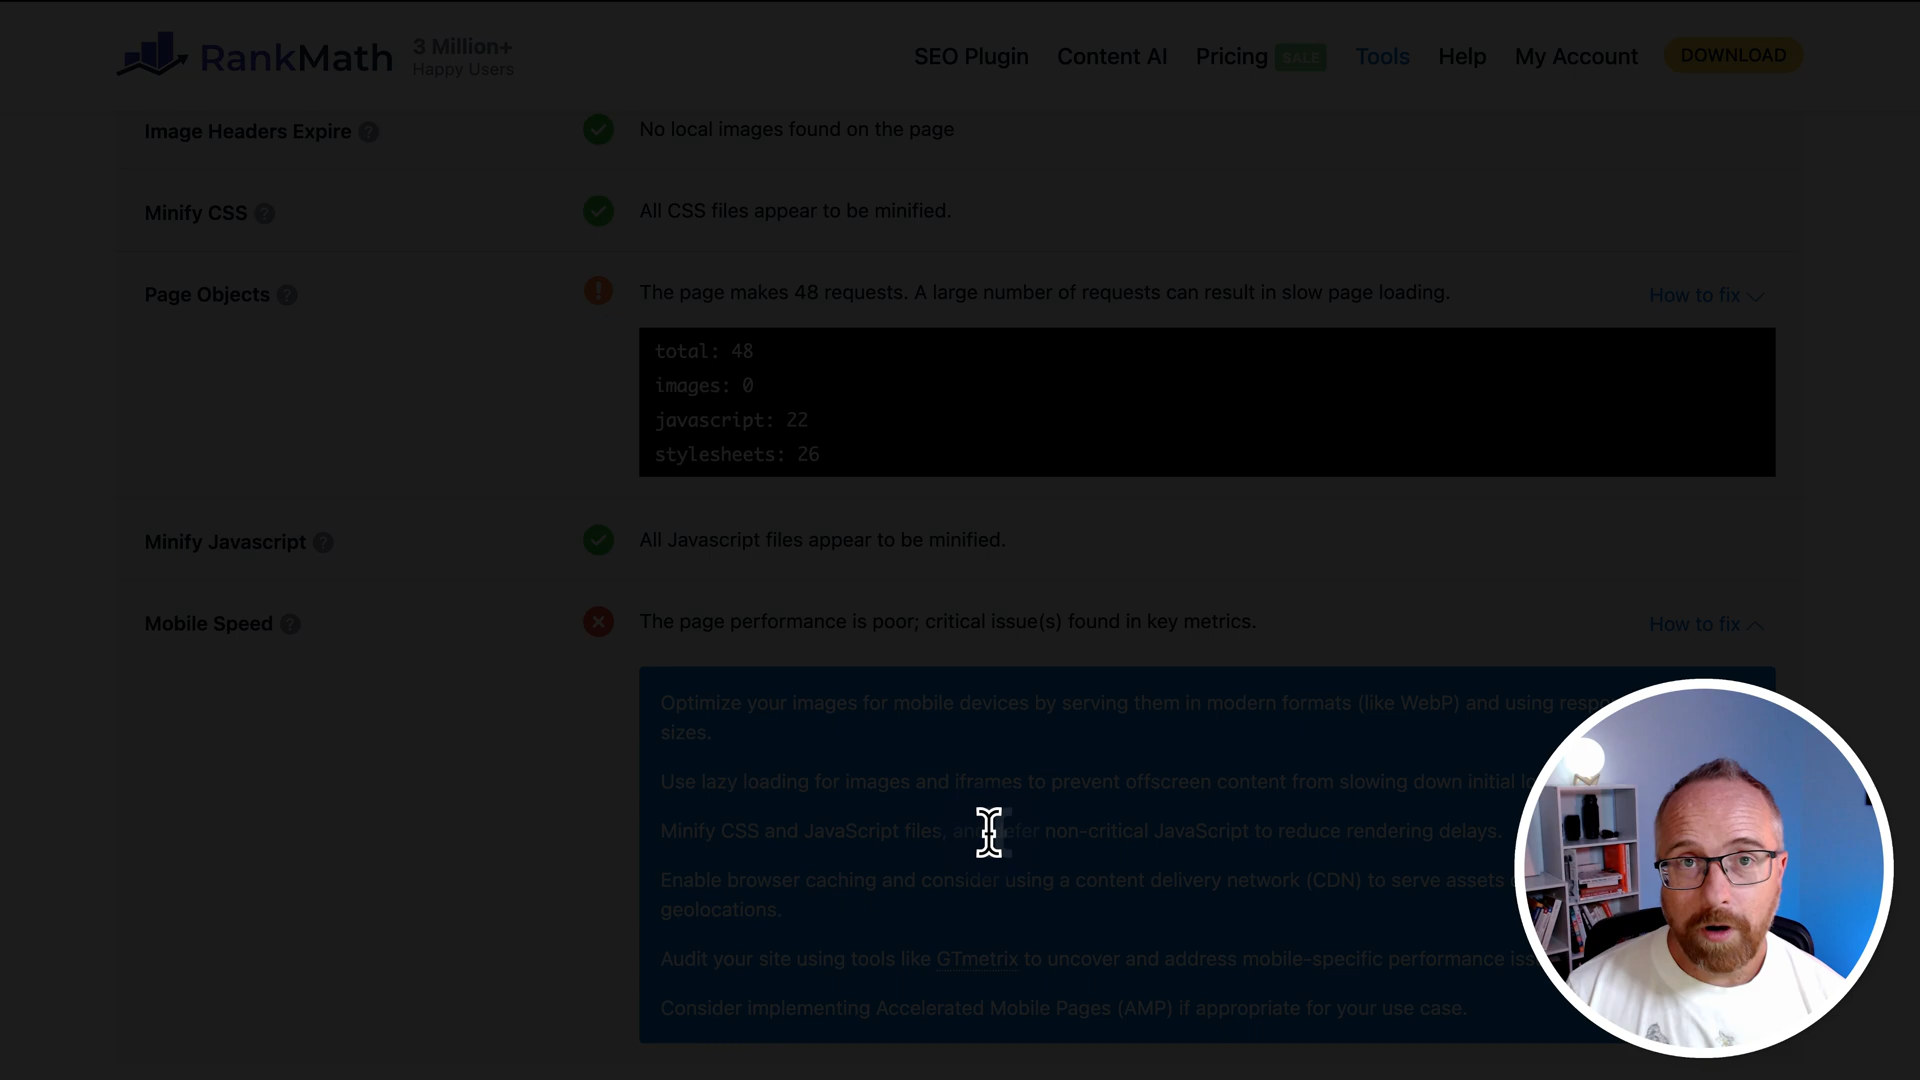 RankMath
3 Million+
Happy Users
SEO Plugin Content AI Pricing SALE Tools Help My Account DOWNLOAD
Image Headers Expire ? No local images found on the page
Minify CSS ? All CSS files appear to be minified.
Page Objects ? The page makes 48 requests. A large number of requests can result in slow page loading. How to fix
total: 48
images: 0
javascript: 22
stylesheets: 26
Minify Javascript ? All Javascript files appear to be minified.
Mobile Speed ? The page performance is poor; critical issue(s) found in key metrics. How to fix
Optimize your images for mobile devices by serving them in modern formats (like WebP) and using
sizes.
Use lazy loading for images and iframes to prevent offscreen content from slowing down initial
Minify CSS and JavaScript files, and defer non-critical JavaScript to reduce rendering delays.
Enable browser caching and consider using a content delivery network (CDN) to serve assets
geolocations.
Audit your site using tools like GTmetrix to uncover and address mobile-specific performance
Consider implementing Accelerated Mobile Pages (AMP) if appropriate for your use case.